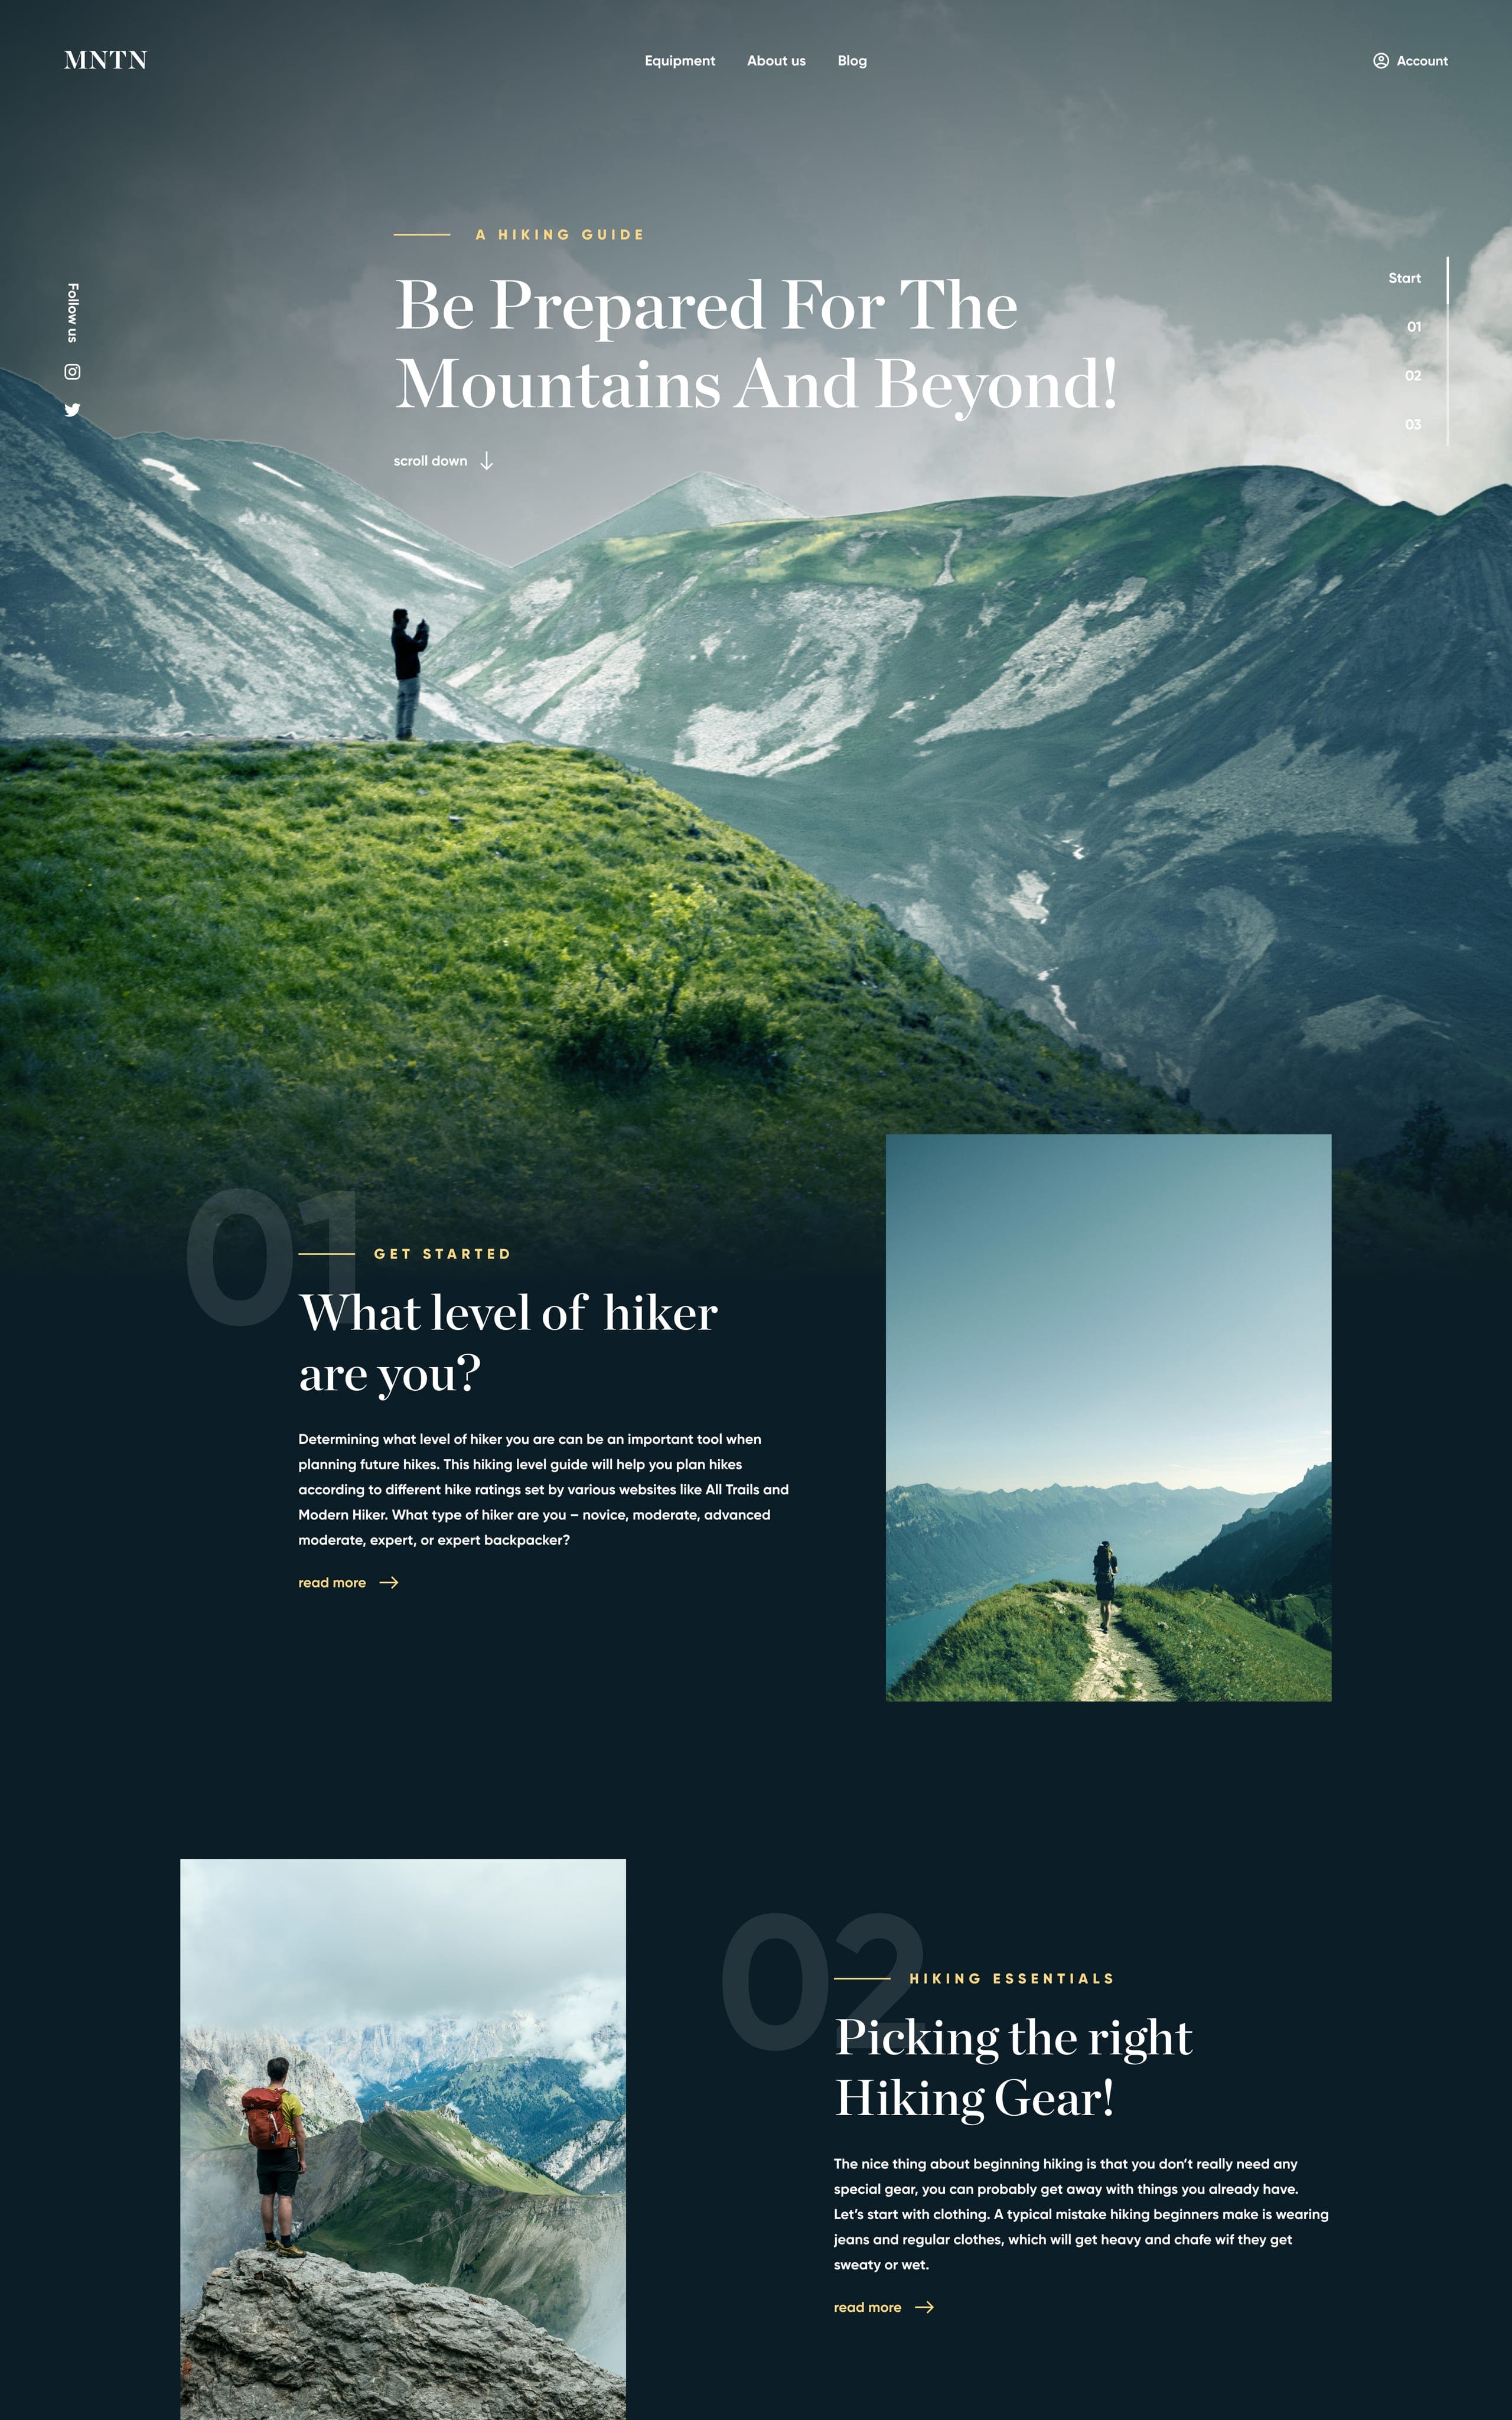 MNTN
Equipment About us Blog
Account
A HIKING GUIDE
Be Prepared For The
Mountains And Beyond!
scroll down
Follow us
Start
01
02
03
01
GET STARTED
What level of hiker
are you?
Determining what level of hiker you are can be an important tool when
planning future hikes. This hiking level guide will help you plan hikes
according to different hike ratings set by various websites like All Trails and
Modern Hiker. What type of hiker are you – novice, moderate, advanced
moderate, expert, or expert backpacker?
read more
02
HIKING ESSENTIALS
Picking the right
Hiking Gear!
The nice thing about beginning hiking is that you don’t really need any
special gear, you can probably get away with things you already have.
Let’s start with clothing. A typical mistake hiking beginners make is wearing
jeans and regular clothes, which will get heavy and chafe wif they get
sweaty or wet.
read more